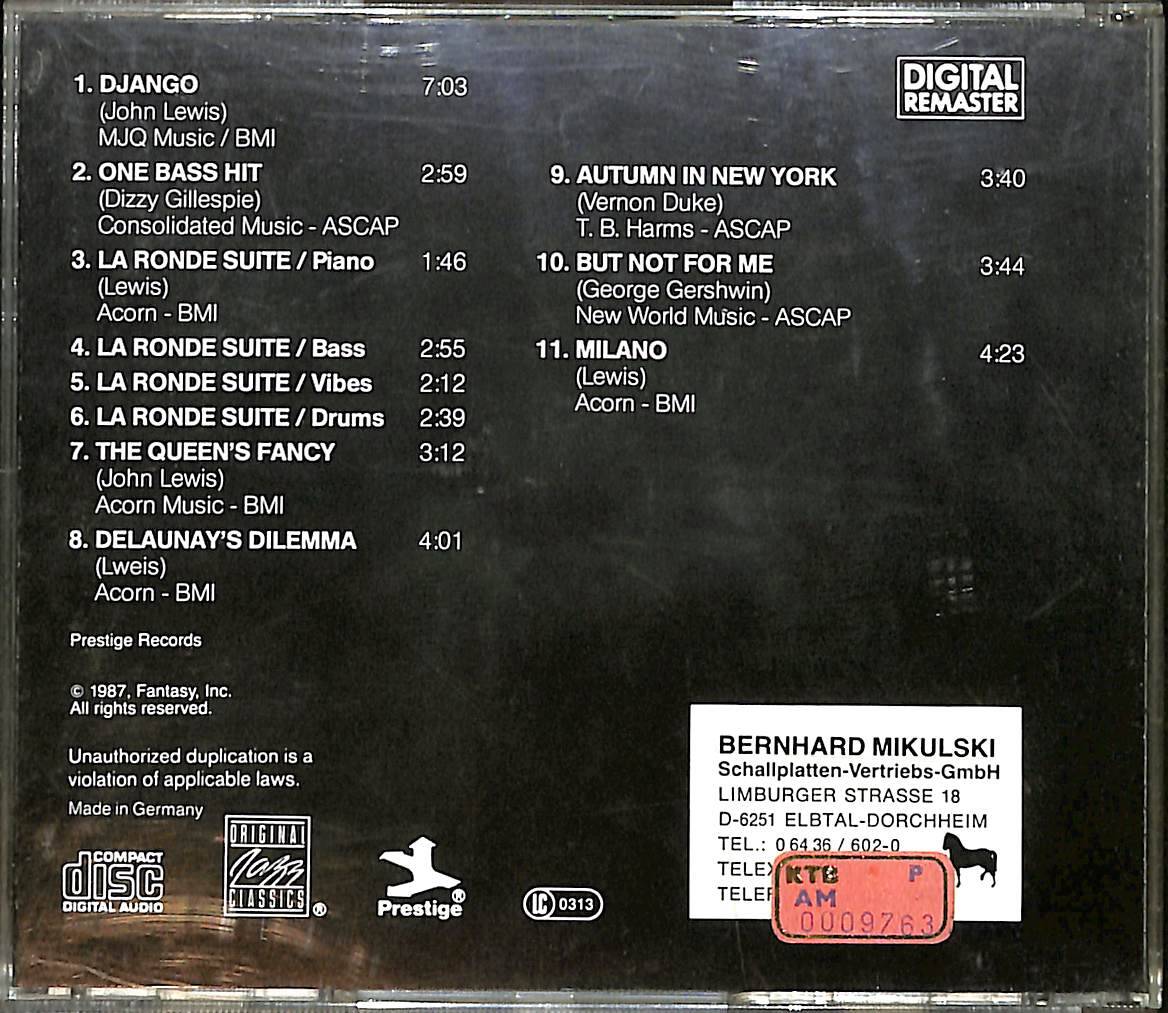 1. DJANGO 7:03
(John Lewis)
MJQ Music / BMI
2. ONE BASS HIT 2:59
(Dizzy Gillespie)
Consolidated Music - ASCAP
3. LA RONDE SUITE / Piano 1:46
(Lewis)
Acorn - BMI
4. LA RONDE SUITE / Bass 2:55
5. LA RONDE SUITE / Vibes 2:12
6. LA RONDE SUITE / Drums 2:39
7. THE QUEEN'S FANCY 3:12
(John Lewis)
Acorn Music - BMI
8. DELAUNAY'S DILEMMA 4:01
(Lweis)
Acorn - BMI
DIGITAL
REMASTER
9. AUTUMN IN NEW YORK 3:40
(Vernon Duke)
T. B. Harms - ASCAP
10. BUT NOT FOR ME 3:44
(George Gershwin)
New World Music - ASCAP
11. MILANO 4:23
(Lewis)
Acorn - BMI
Prestige Records
© 1987, Fantasy, Inc.
All rights reserved.
Unauthorized duplication is a
violation of applicable laws.
Made in Germany
COMPACT
disc
DIGITAL AUDIO
ORIGINAL
Jazz
CLASSICS ®
Prestige ®
LC 0313
BERNHARD MIKULSKI
Schallplatten-Vertriebs-GmbH
LIMBURGER STRASSE 18
D-6251 ELBTAL-DORCHHEIM
TEL.: 0 64 36 / 602-0
KTB P
AM
0009763